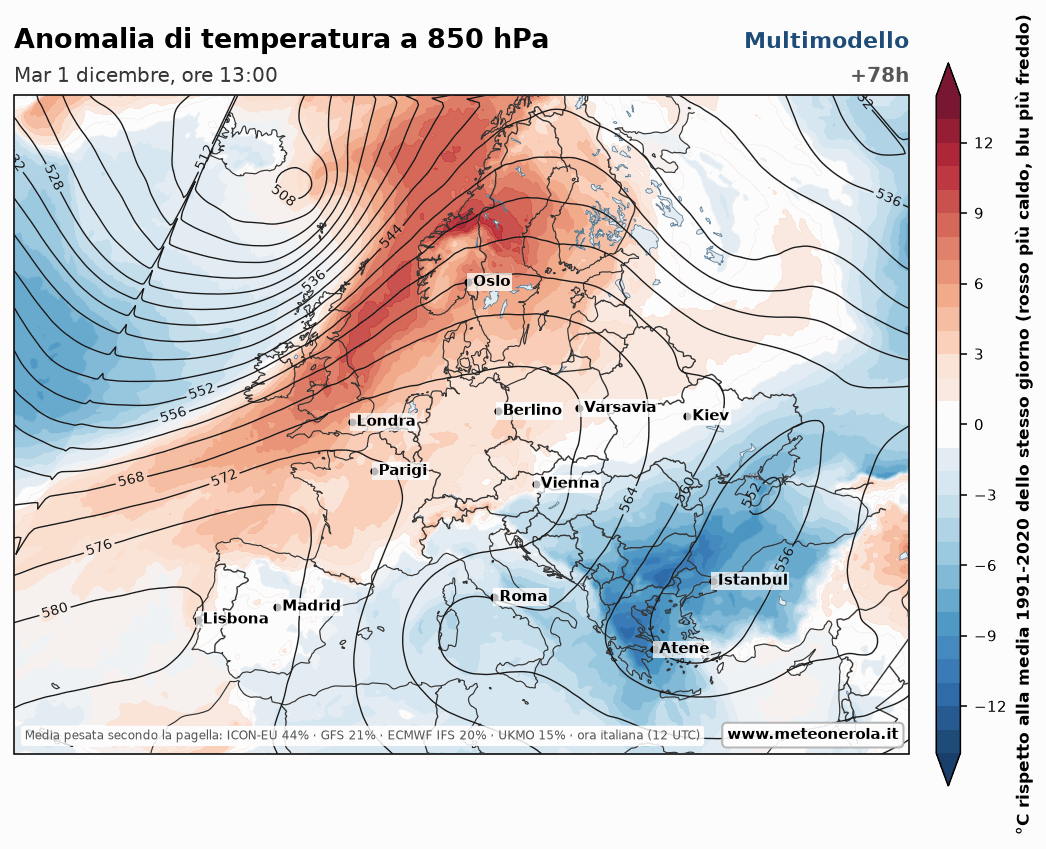 Anomalia di temperatura a 850 hPa
Multimodello
Mar 1 dicembre, ore 13:00
+78h
512
528
508
544
536
536
552
556
568
572
576
580
564
560
556
Oslo
Londra
Berlino
Varsavia
Kiev
Parigi
Vienna
Istanbul
Roma
Madrid
Lisbona
Atene
Media pesata secondo la pagella: ICON-EU 44% · GFS 21% · ECMWF IFS 20% · UKMO 15% · ora italiana (12 UTC)
www.meteonerola.it
12
9
6
3
0
−3
−6
−9
−12
°C rispetto alla media 1991-2020 dello stesso giorno (rosso più caldo, blu più freddo)